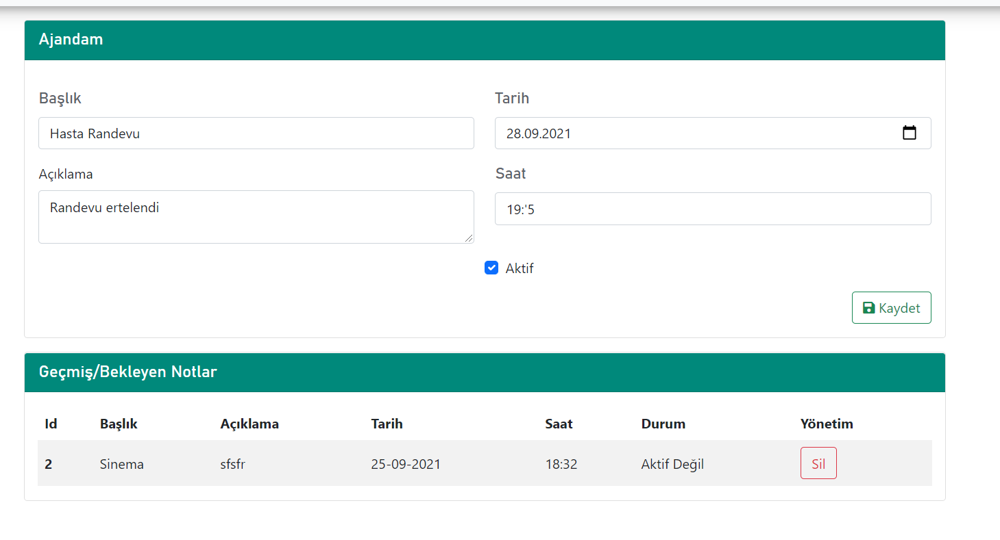 Ajandam
Başlık
Tarih
Hasta Randevu
28.09.2021
Açıklama
Saat
Randevu ertelendi
19:'5
Aktif
Kaydet
Geçmiş/Bekleyen Notlar
Id Başlık Açıklama Tarih Saat Durum Yönetim
2 Sinema sfsfr 25-09-2021 18:32 Aktif Değil Sil